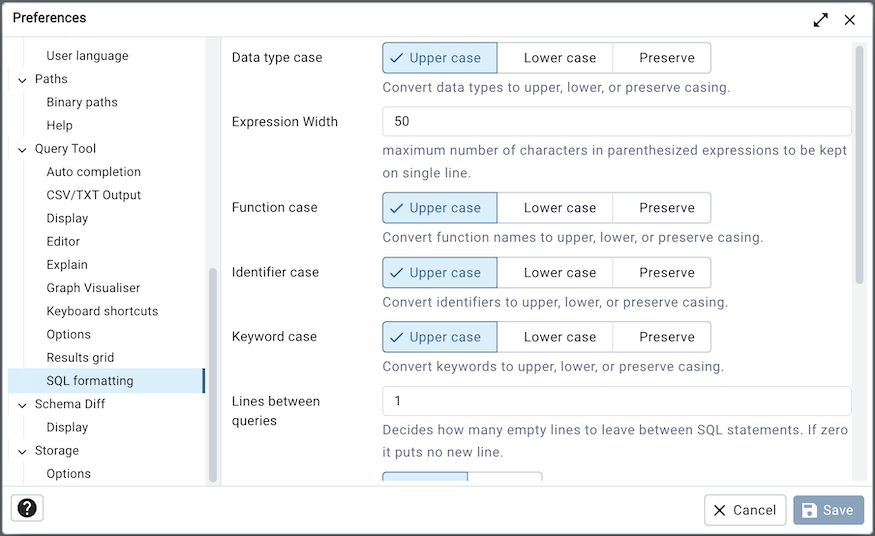 Preferences
User language
Paths
Binary paths
Help
Query Tool
Auto completion
CSV/TXT Output
Display
Editor
Explain
Graph Visualiser
Keyboard shortcuts
Options
Results grid
SQL formatting
Schema Diff
Display
Storage
Options
Data type case
Upper case Lower case Preserve
Convert data types to upper, lower, or preserve casing.
Expression Width
50
maximum number of characters in parenthesized expressions to be kept
on single line.
Function case
Upper case Lower case Preserve
Convert function names to upper, lower, or preserve casing.
Identifier case
Upper case Lower case Preserve
Convert identifiers to upper, lower, or preserve casing.
Keyword case
Upper case Lower case Preserve
Convert keywords to upper, lower, or preserve casing.
Lines between
queries
1
Decides how many empty lines to leave between SQL statements. If zero
it puts no new line.
?
Cancel
Save